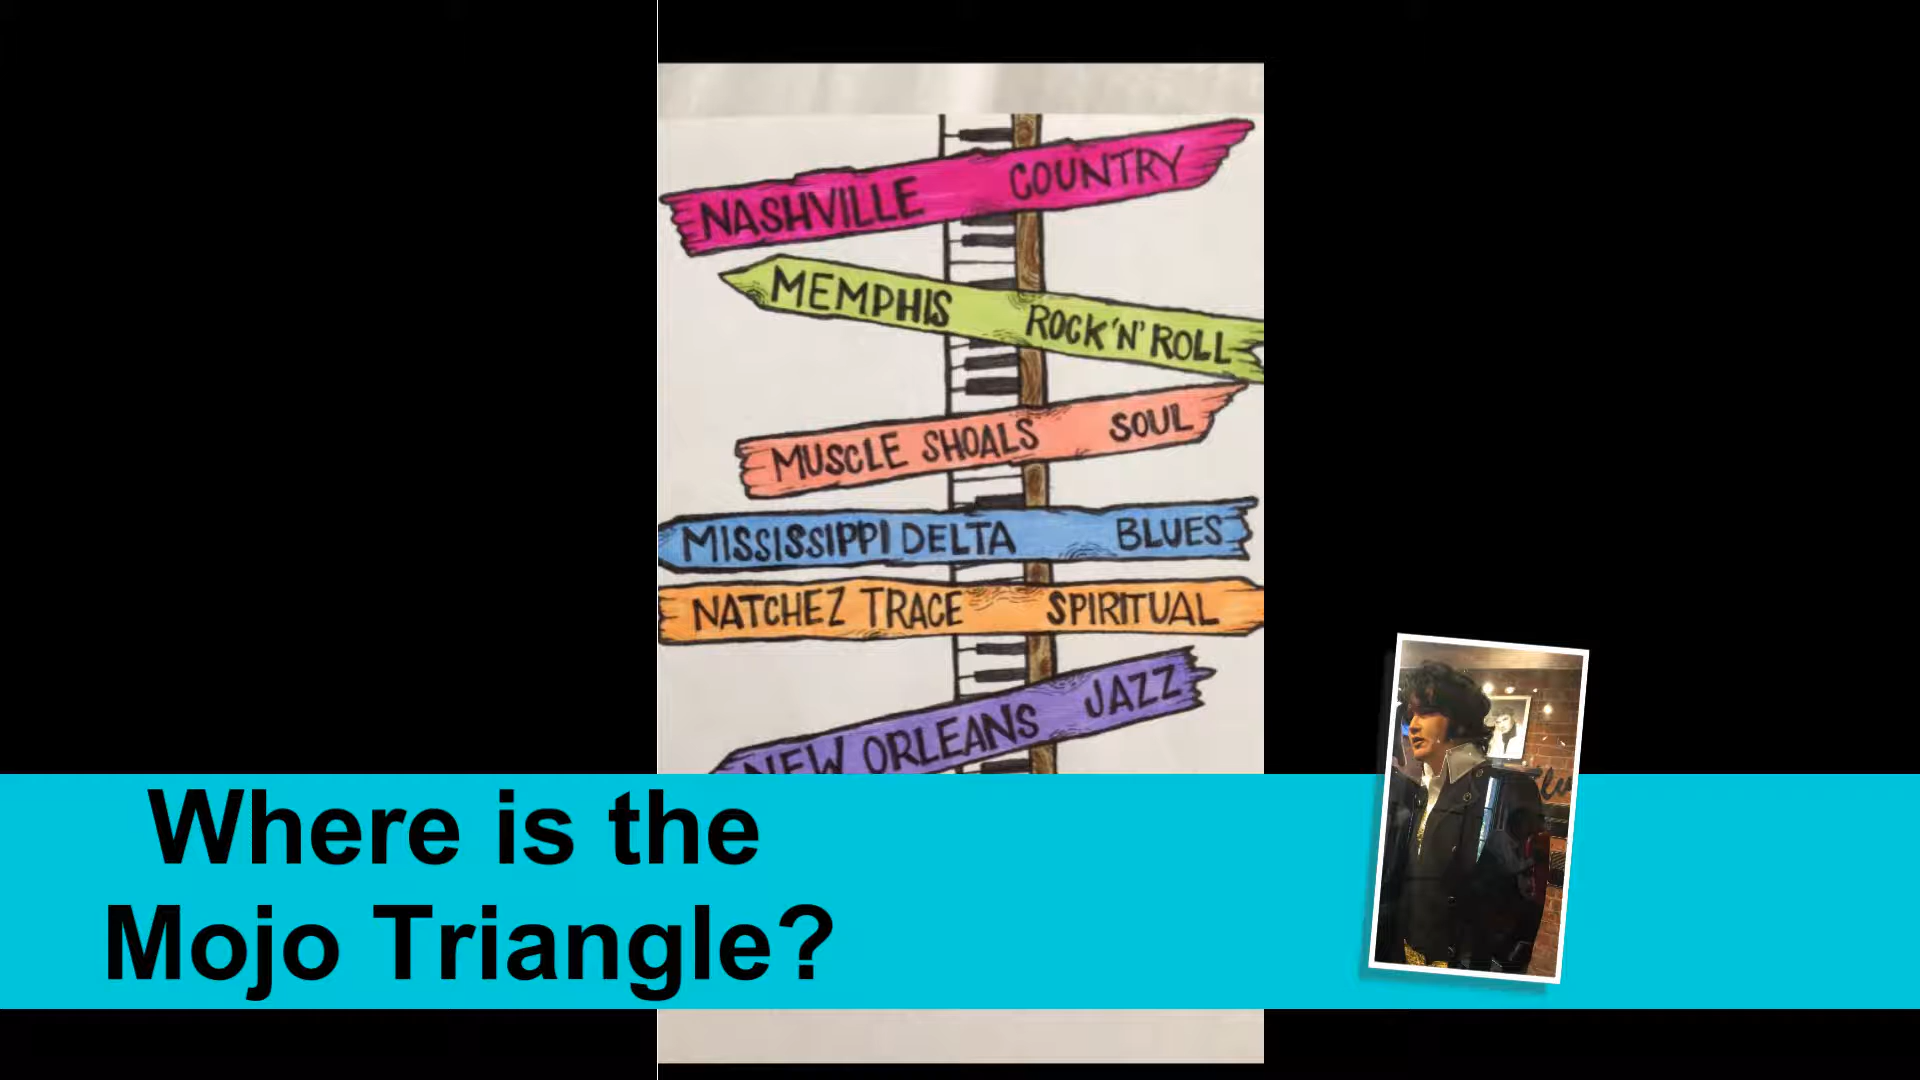 NASHVILLE COUNTRY
MEMPHIS ROCK'N'ROLL
MUSCLE SHOALS SOUL
MISSISSIPPI DELTA BLUES
NATCHEZ TRACE SPIRITUAL
NEW ORLEANS JAZZ
Where is the
Mojo Triangle?